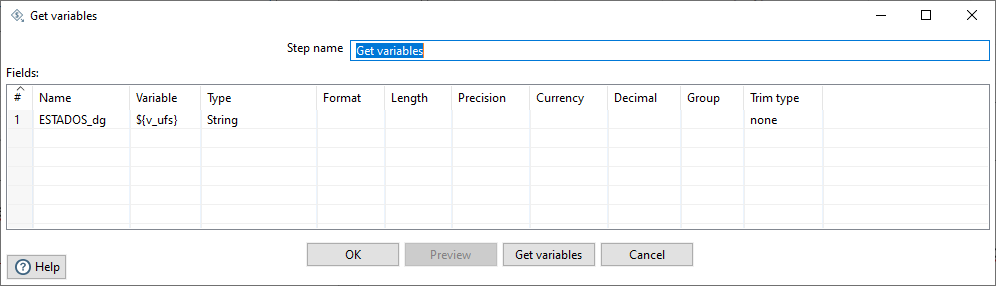 Get variables
Step name Get variables
Fields:
# Name Variable Type Format Length Precision Currency Decimal Group Trim type
1 ESTADOS_dg ${v_ufs} String none
OK Preview Get variables Cancel
Help